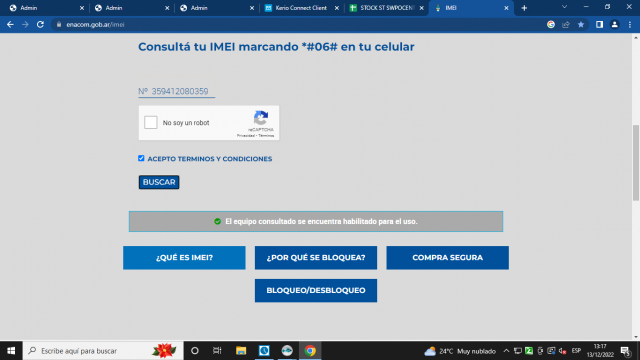 Admin
Admin
Admin
Kerio Connect Client
STOCK ST SWPOCENT
IMEI
enacom.gob.ar/imei
Consultá tu IMEI marcando *#06# en tu celular
Nº 359412080359
No soy un robot
reCAPTCHA
Privacidad - Términos
ACEPTO TERMINOS Y CONDICIONES
BUSCAR
El equipo consultado se encuentra habilitado para el uso.
¿QUÉ ES IMEI?
¿POR QUÉ SE BLOQUEA?
COMPRA SEGURA
BLOQUEO/DESBLOQUEO
Escribe aquí para buscar
24°C Muy nublado
ESP
13:17
13/12/2022